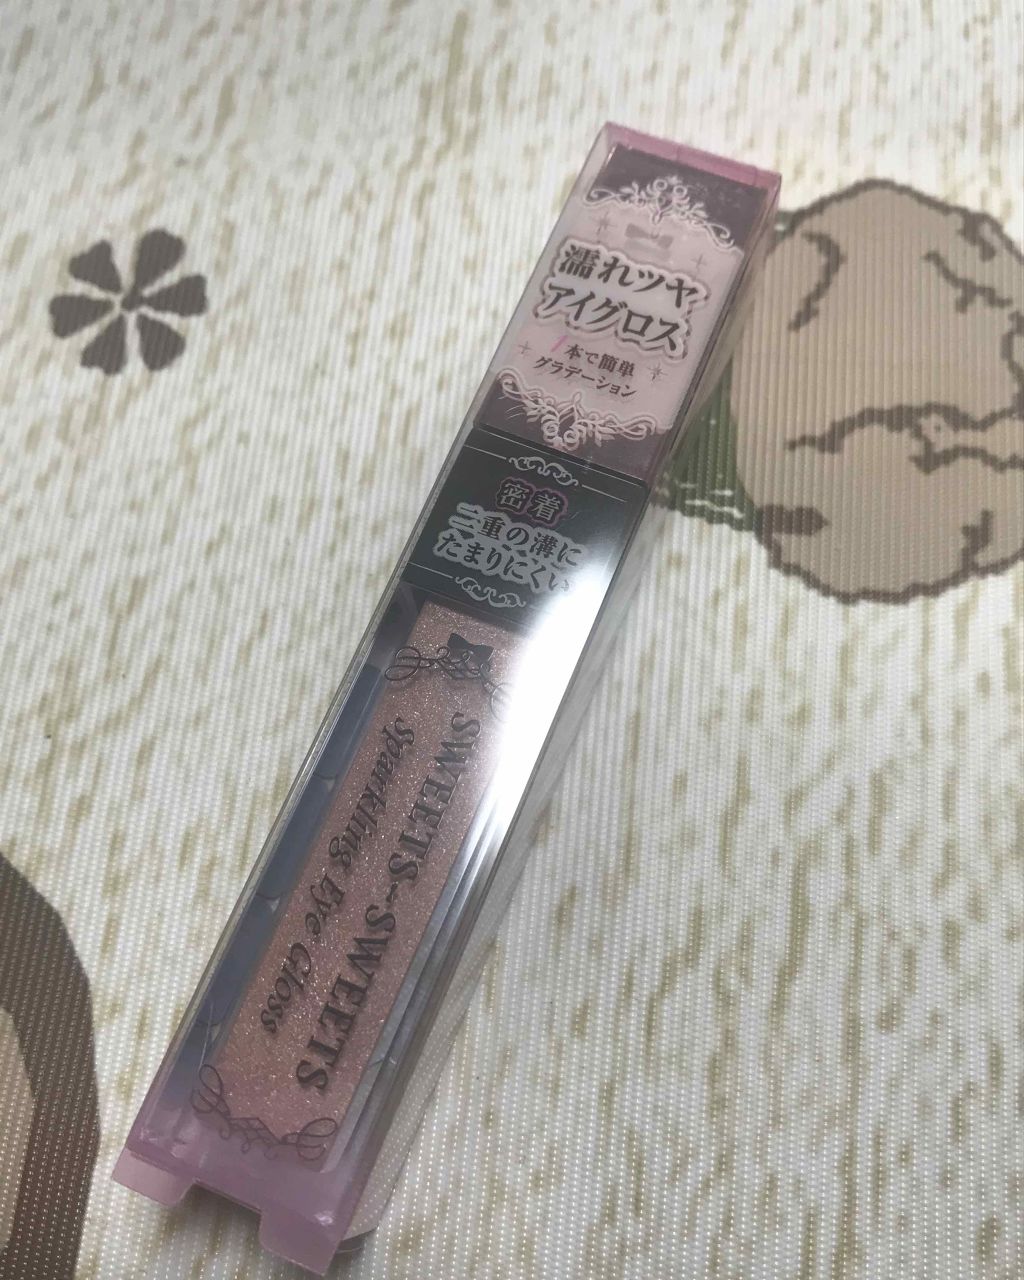 濡れツヤ
アイグロス
1本で簡単
グラデーション
密着
二重の溝に
たまりにくい
SWEETS-SWEETS
Sparkling Eye Gloss